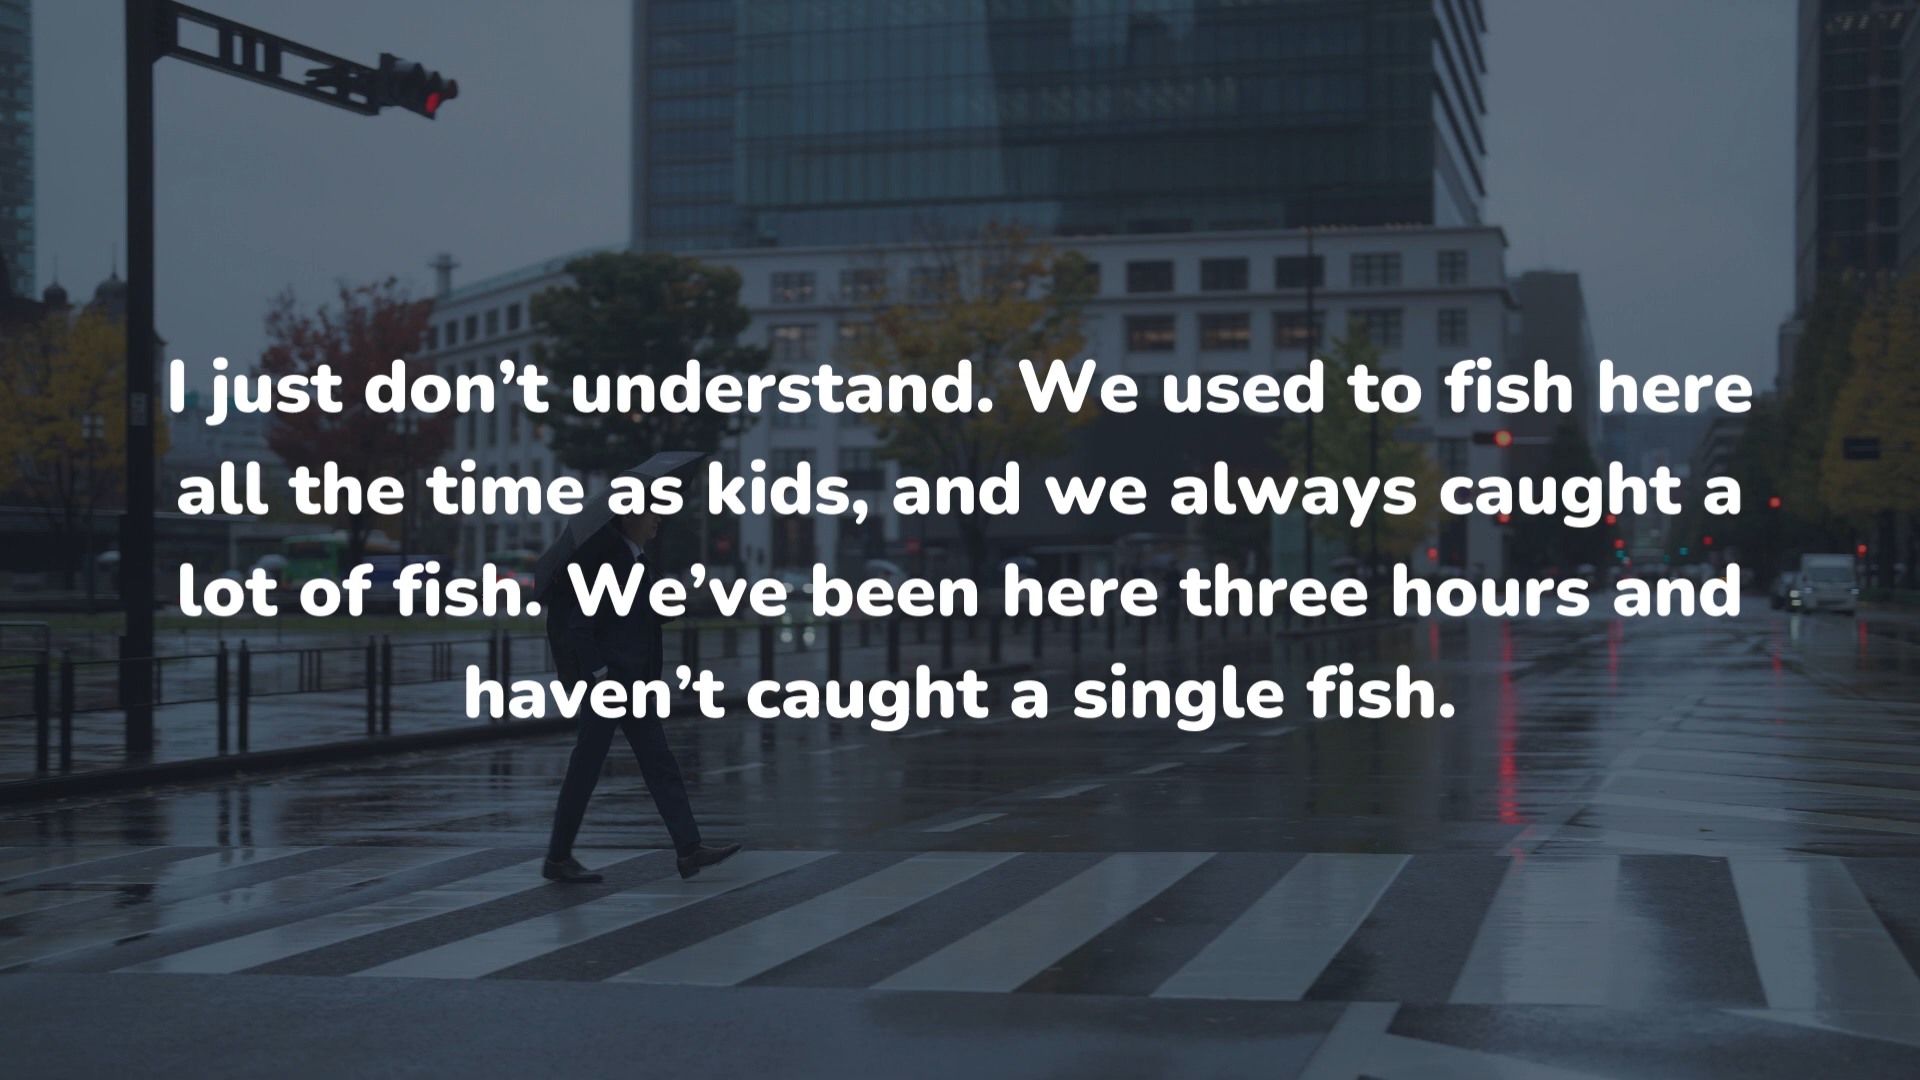 I just don’t understand. We used to fish here
all the time as kids, and we always caught a
lot of fish. We’ve been here three hours and
haven’t caught a single fish.